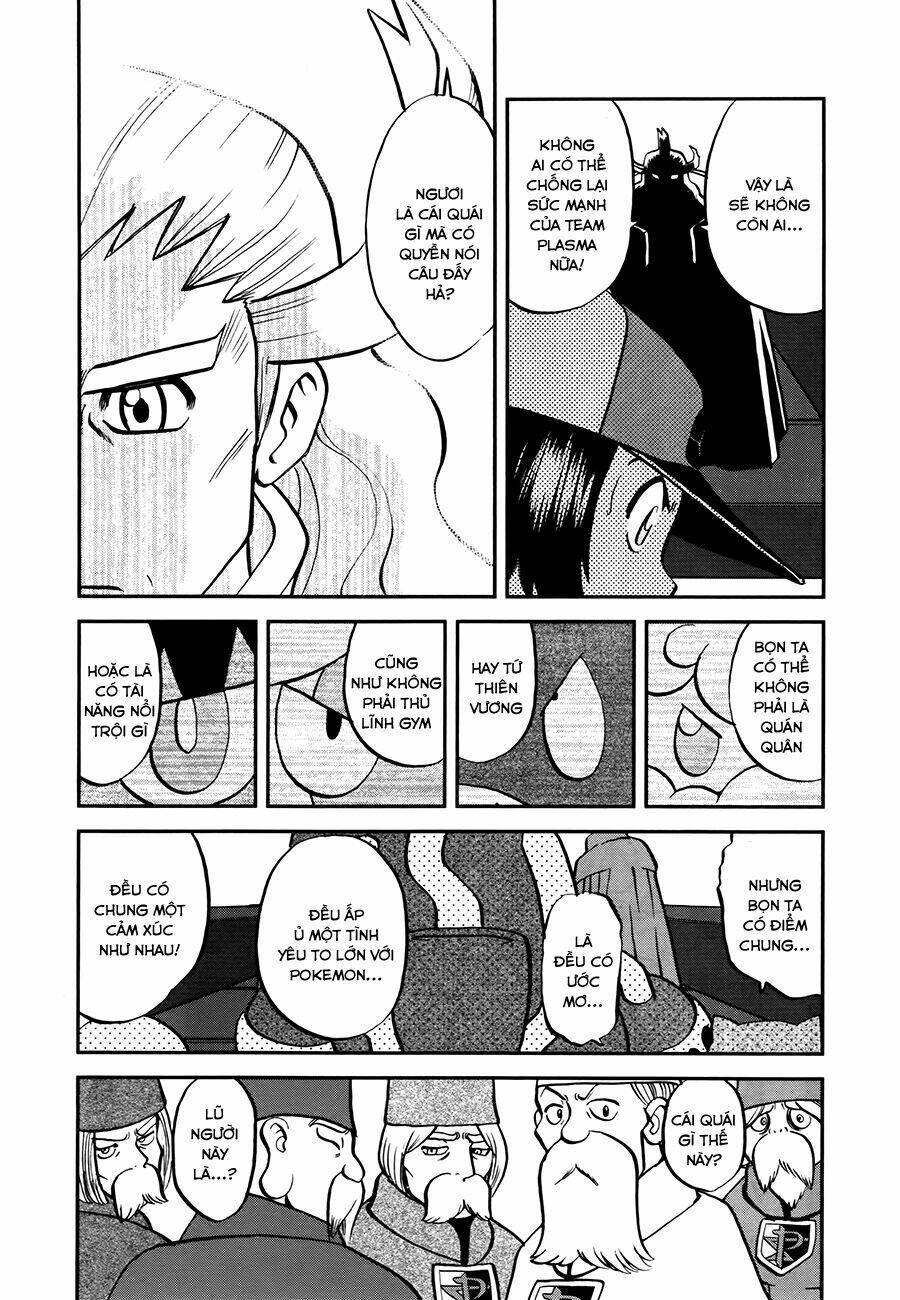 VẬY LÀ
SẼ KHÔNG
CÒN AI...
KHÔNG
AI CÓ THỂ
CHỐNG LẠI
SỨC MẠNH
CỦA TEAM
PLASMA
NỮA!
NGƯƠI
LÀ CÁI QUÁI
GÌ MÀ CÓ
QUYỀN NÓI
CÂU ĐẤY
HẢ?
BỌN TA
CÓ THỂ
KHÔNG
PHẢI LÀ
QUÁN
QUÂN
HAY TỨ
THIÊN
VƯƠNG
CŨNG
NHƯ KHÔNG
PHẢI THỦ
LĨNH GYM
HOẶC LÀ
CÓ TÀI
NĂNG NỔI
TRỘI GÌ
NHƯNG
BỌN TA
CÓ ĐIỂM
CHUNG...
LÀ
ĐỀU CÓ
ƯỚC
MƠ...
ĐỀU ẤP
Ủ MỘT TÌNH
YÊU TO LỚN VỚI
POKEMON...
ĐỀU CÓ
CHUNG MỘT
CẢM XÚC
NHƯ NHAU!
CÁI QUÁI
GÌ THẾ
NÀY?
LŨ
NGƯỜI
NÀY
LÀ...?